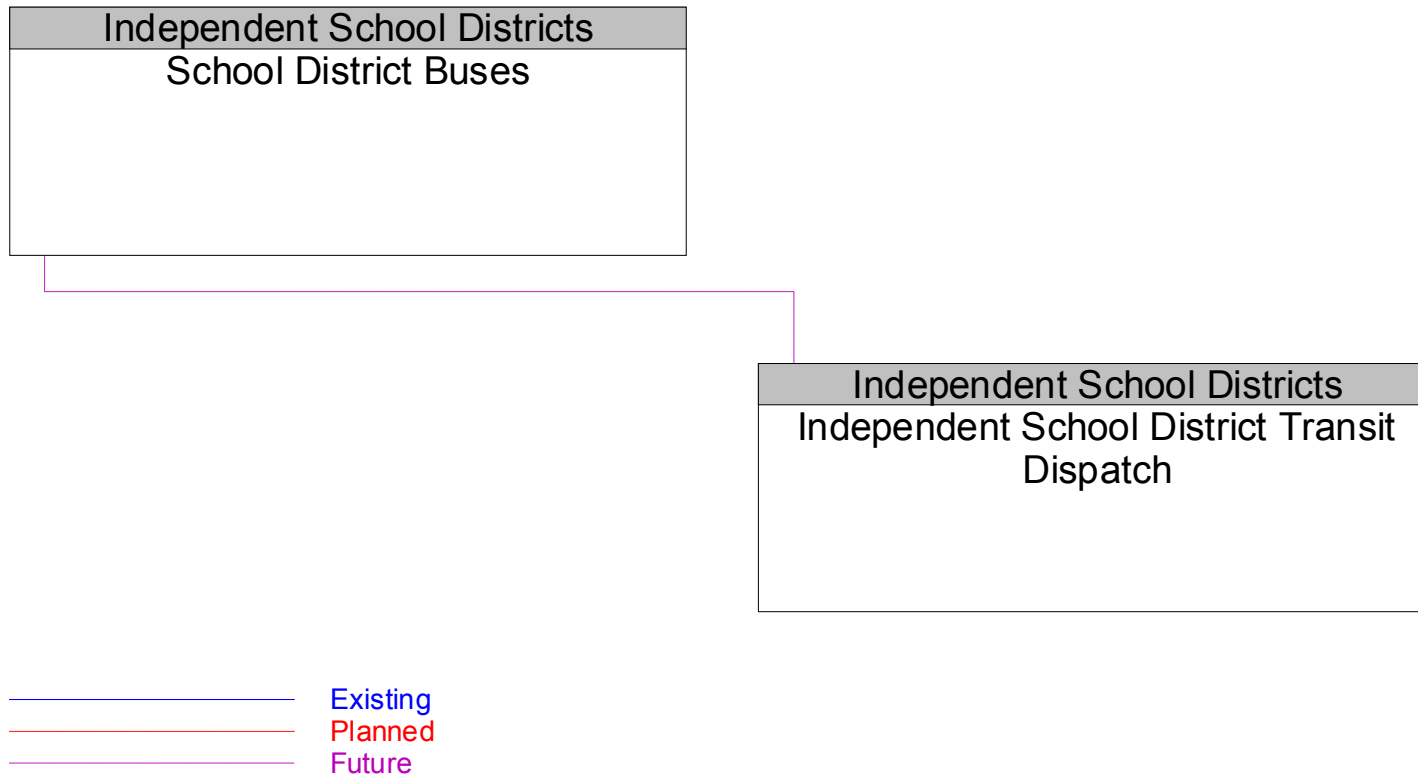 Independent School Districts
School District Buses
Independent School Districts
Independent School District Transit
Dispatch
Existing
Planned
Future